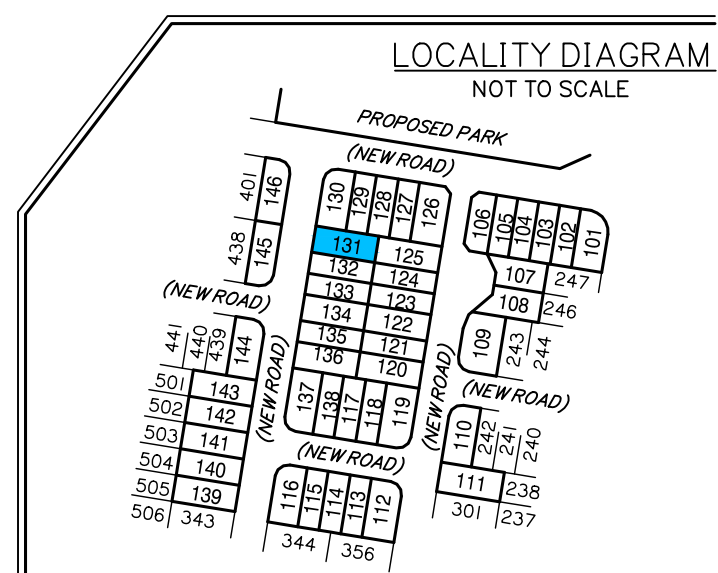 LOCALITY DIAGRAM
NOT TO SCALE
PROPOSED PARK
(NEW ROAD)
401 146
130 129 128 127 126
106 105 104 103 102 101
438 145
131 125
132 124
133 123
134 122
135 121
136 120
107 247
108 246
109 243 244
(NEW ROAD)
441 440 439 144
(NEW ROAD)
(NEW ROAD)
(NEW ROAD)
501 143
502 142
503 141
504 140
505 139
506 343
137 138 117 118 119
110 242 241 240
(NEW ROAD)
111 238
301 237
116 115 114 113 112
344 356